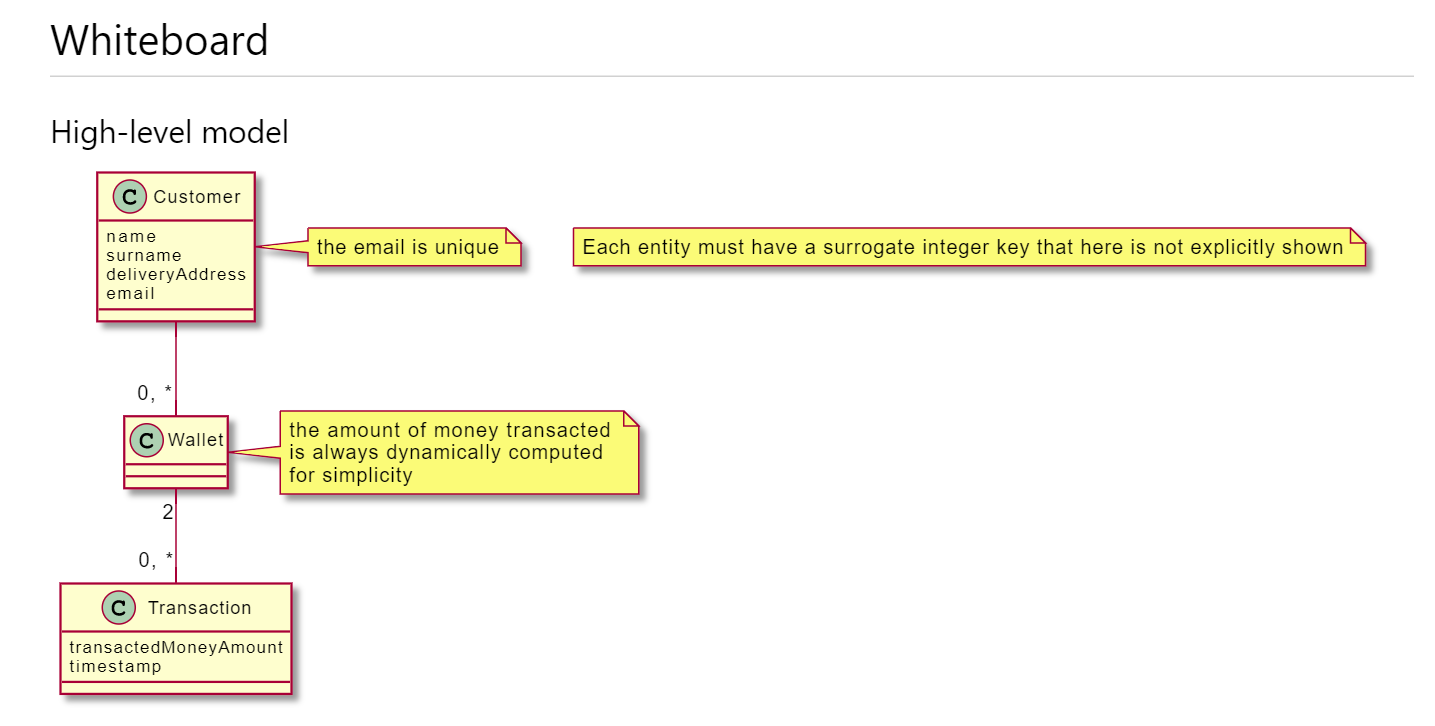 Whiteboard
High-level model
C Customer
name
surname
deliveryAddress
email
the email is unique
Each entity must have a surrogate integer key that here is not explicitly shown
0, *
C Wallet
the amount of money transacted
is always dynamically computed
for simplicity
2
0, *
C Transaction
transactedMoneyAmount
timestamp